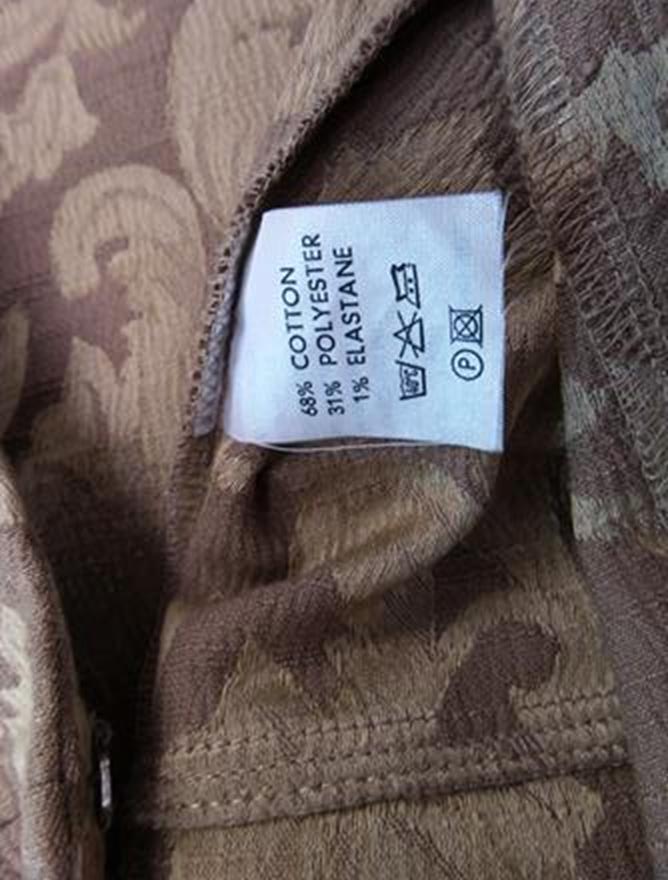 68% COTTON
31% POLYESTER
1% ELASTANE
P